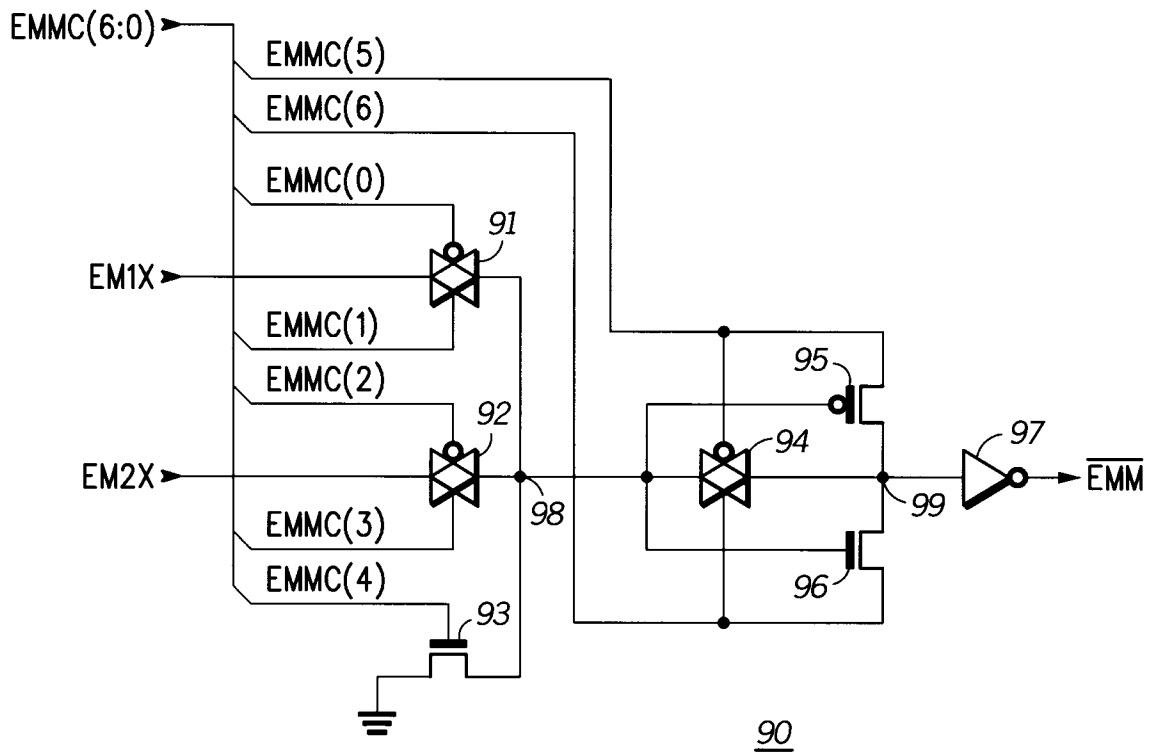 EMMC(6:0)
EMMC(5)
EMMC(6)
EMMC(0)
91
EM1X
EMMC(1)
95
EMMC(2)
92
94
97
EM2X
98
99
EMM
EMMC(3)
96
EMMC(4)
93
90